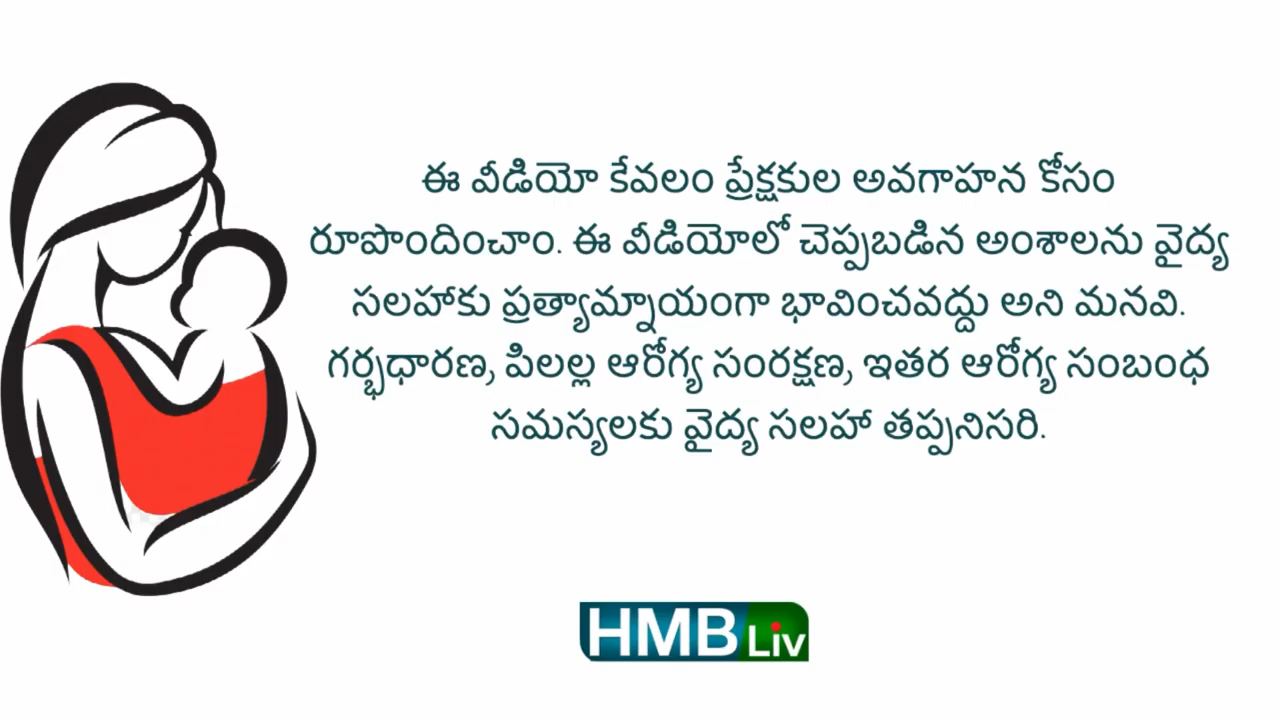 ఈ వీడియో కేవలం ప్రేక్షకుల అవగాహన కోసం
రూపొందించాం. ఈ వీడియోలో చెప్పబడిన అంశాలను వైద్య
సలహాకు ప్రత్యామ్నాయంగా భావించవద్దు అని మనవి.
గర్భధారణ, పిలల్ల ఆరోగ్య సంరక్షణ, ఇతర ఆరోగ్య సంబంధ
సమస్యలకు వైద్య సలహా తప్పనిసరి.
HMB Liv